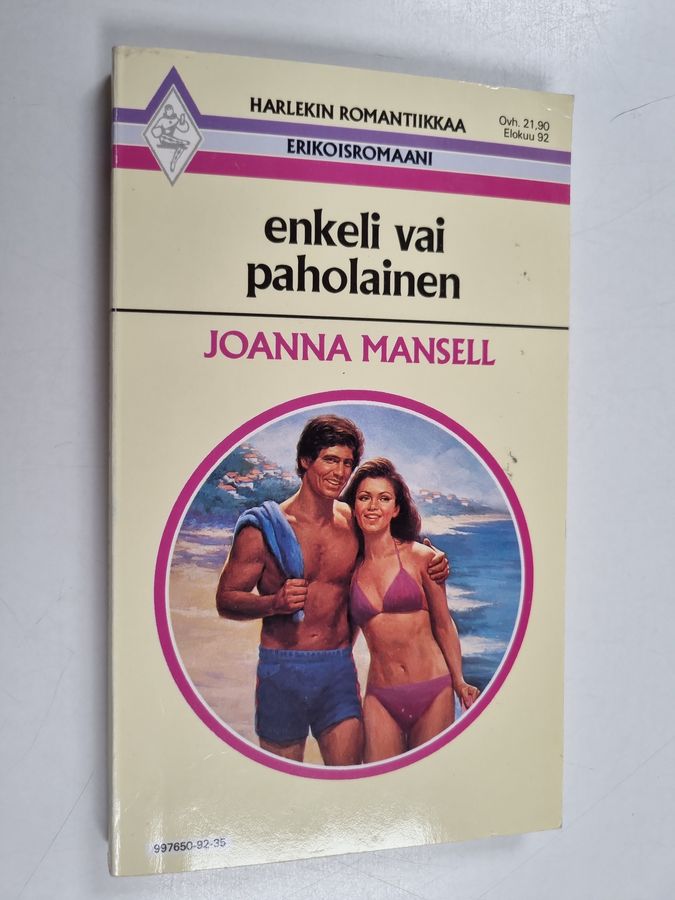 HARLEKIN ROMANTIIKKAA
Ovh. 21,90
Elokuu 92
ERIKOISROMAANI
enkeli vai
paholainen
JOANNA MANSELL
997650-92-35